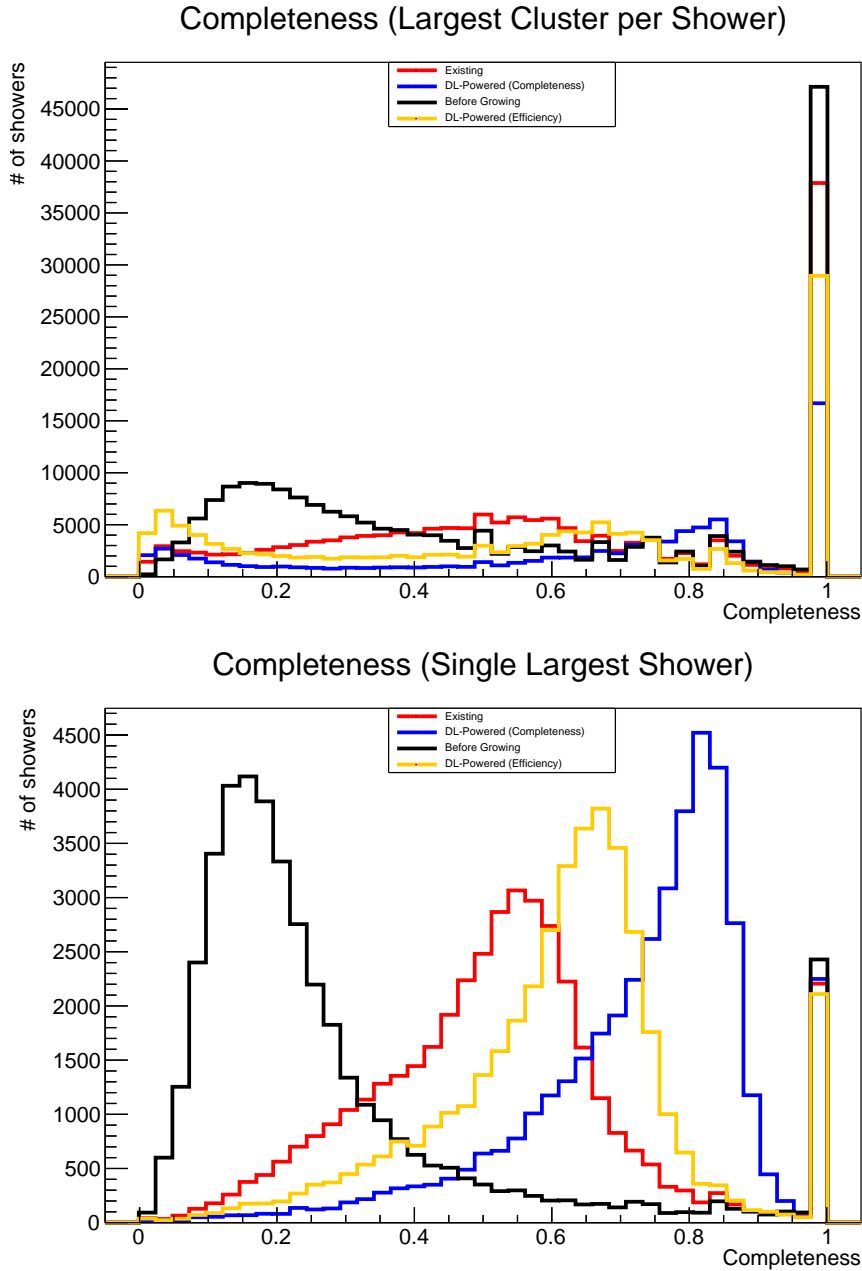 Completeness (Largest Cluster per Shower)
# of showers
Existing
DL-Powered (Completeness)
Before Growing
DL-Powered (Efficiency)
45000
40000
35000
30000
25000
20000
15000
10000
5000
0
0 0.2 0.4 0.6 0.8 1
Completeness
Completeness (Single Largest Shower)
# of showers
Existing
DL-Powered (Completeness)
Before Growing
DL-Powered (Efficiency)
4500
4000
3500
3000
2500
2000
1500
1000
500
0
0 0.2 0.4 0.6 0.8 1
Completeness